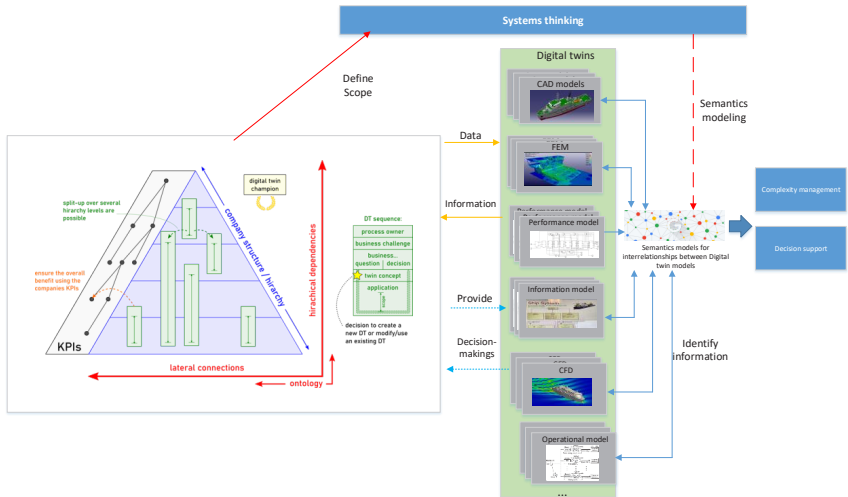 Systems thinking
Digital twins
Define
Scope
CAD models
Semantics
modeling
Data
FEM
digital twin
champion
split-up over several
hirarchy levels are
possible
company structure / hirarchy
hirachical dependencies
DT sequence:
process owner
business challenge
business...
question
decision
twin concept
application
scope
Information
Performance model
Complexity management
Decision support
Semantics models for
interrelationships between Digital
twin models
ensure the overall
benefit using the
companies KPIs
decision to create a
new DT or modify/use
an existing DT
KPIs
lateral connections
ontology
Provide
Information model
Decision-
makings
CFD
Identify
information
Operational model
...